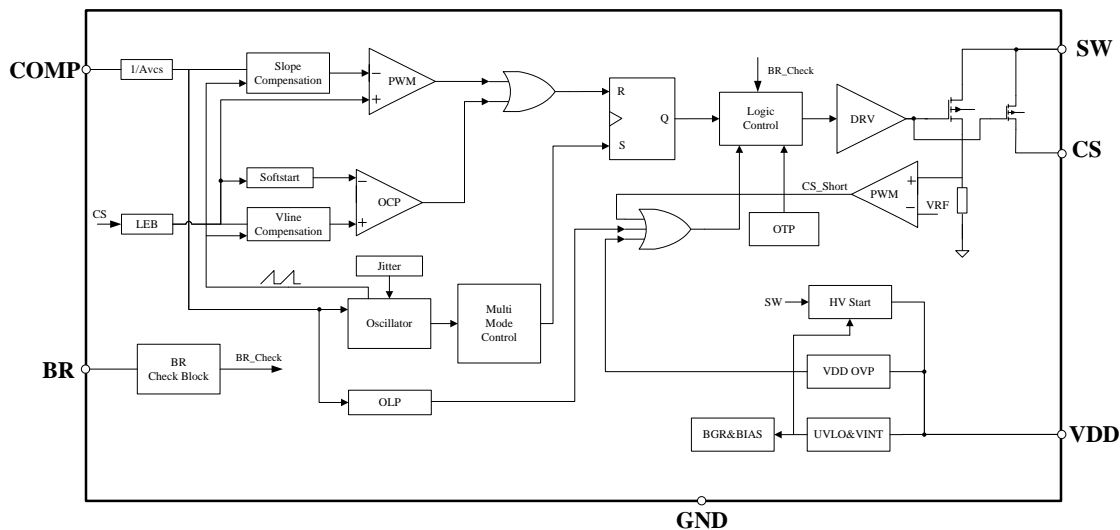 COMP
1/Avcs
Slope
Compensation
−
+
PWM
R
S
Q
BR_Check
Logic
Control
DRV
SW
CS
CS
LEB
Softstart
Vline
Compensation
−
+
OCP
CS_Short
PWM
+
−
VRF
OTP
Jitter
Oscillator
Multi
Mode
Control
SW
HV Start
BR
BR
Check Block
BR_Check
OLP
VDD OVP
BGR&BIAS
UVLO&VINT
VDD
GND